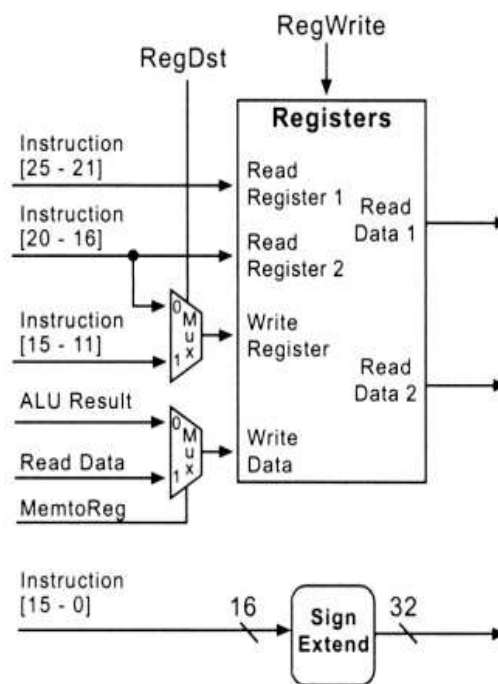 RegWrite
RegDst
Registers
Instruction
[25 - 21]
Read
Register 1
Read
Data 1
Instruction
[20 - 16]
Read
Register 2
0
M
u
x
1
Write
Register
Instruction
[15 - 11]
Read
Data 2
ALU Result
0
M
u
x
1
Write
Data
Read Data
MemtoReg
Instruction
[15 - 0]
16
Sign
Extend
32